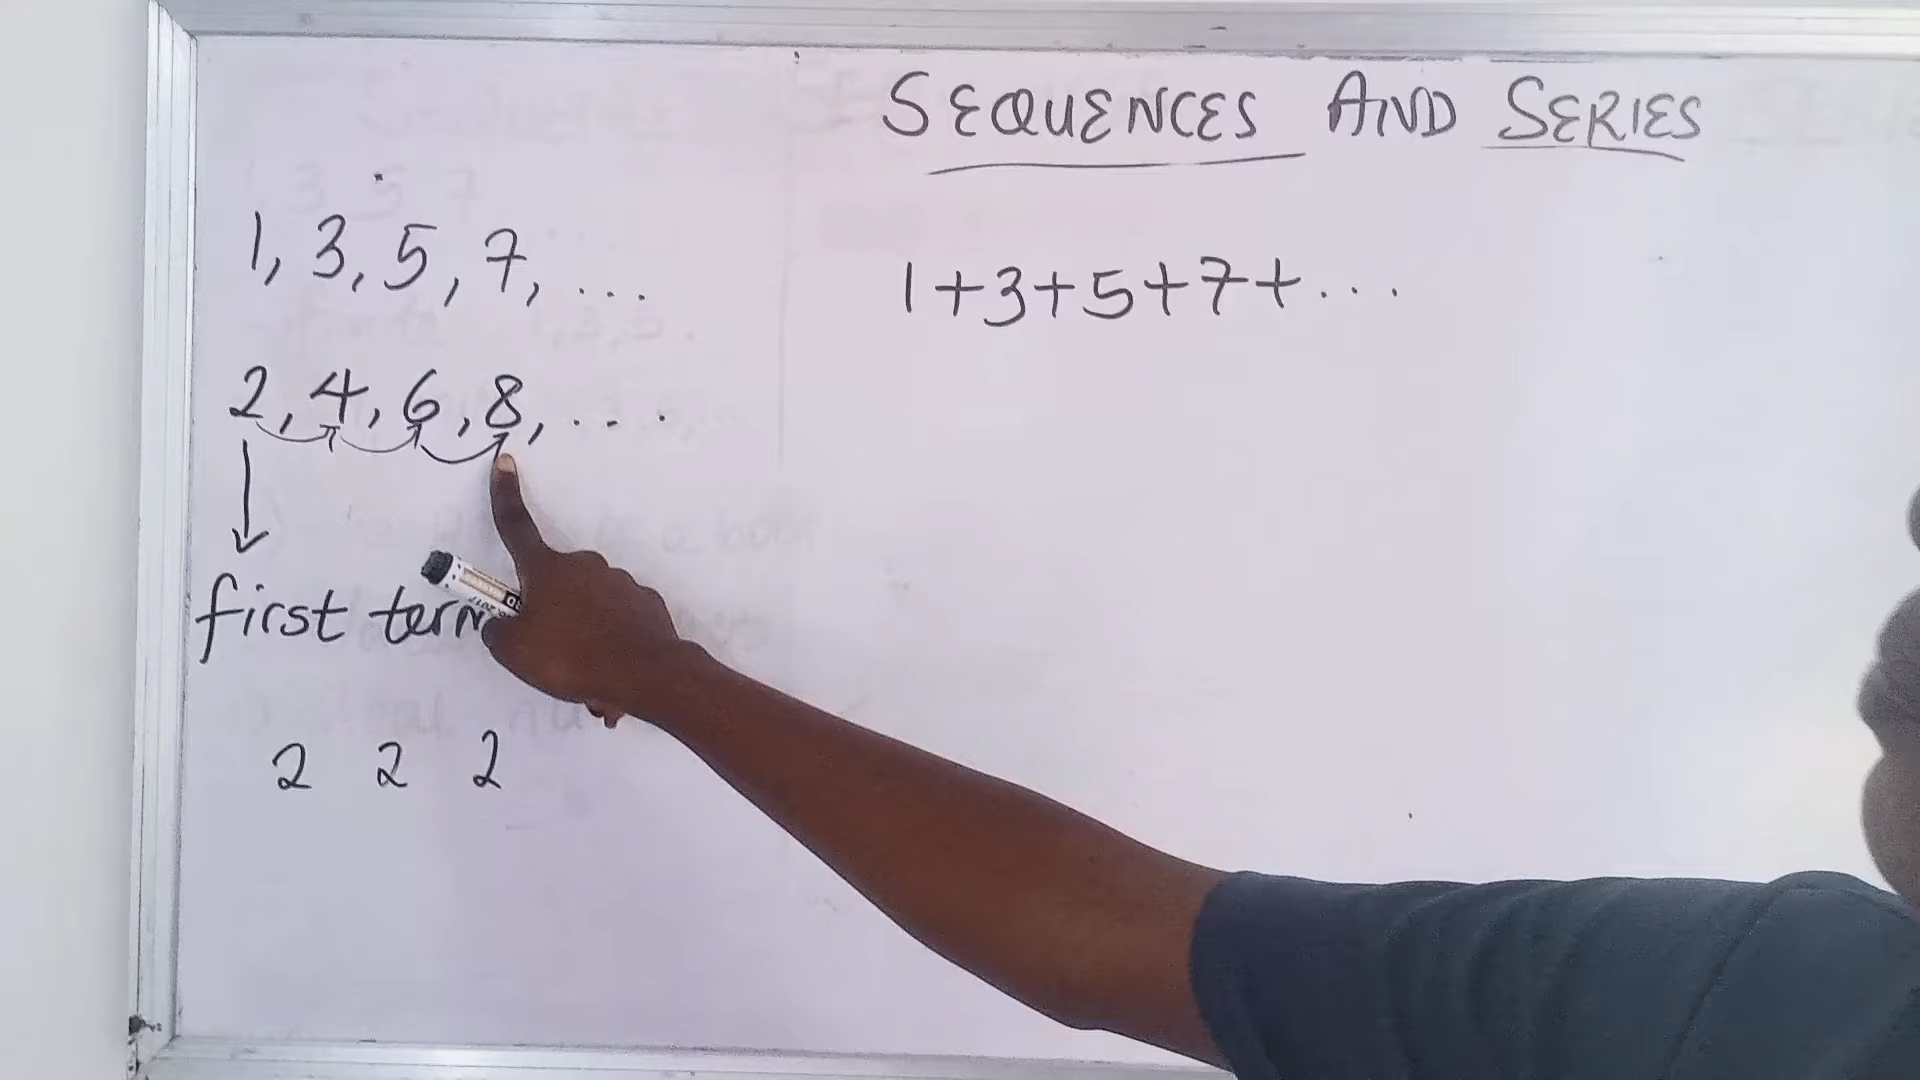 SEQUENCES AND SERIES
1, 3, 5, 7, ...
1+3+5+7+...
2, 4, 6, 8, ...
first term
2 2 2